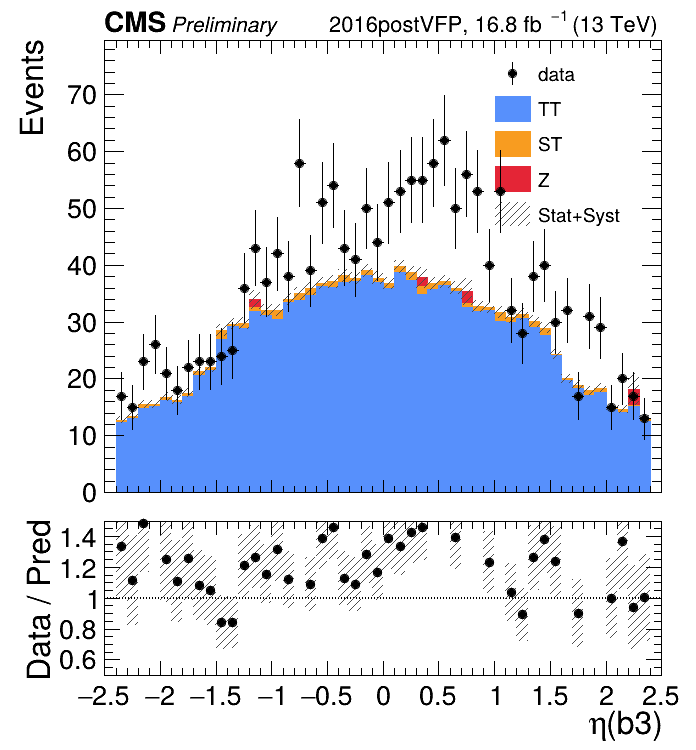 CMS Preliminary 2016postVFP, 16.8 fb⁻¹ (13 TeV)
Events
70
60
50
40
30
20
10
0
data
TT
ST
Z
Stat+Syst
Data / Pred
1.4
1.2
1
0.8
0.6
−2.5 −2 −1.5 −1 −0.5 0 0.5 1 1.5 2 2.5
η(b3)